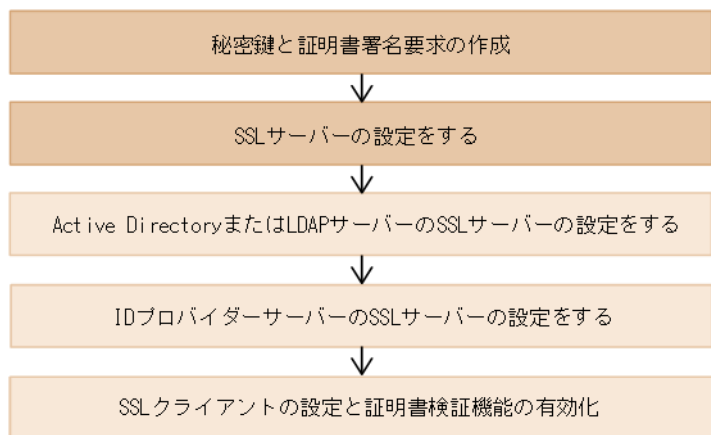 秘密鍵と証明書署名要求の作成
SSLサーバーの設定をする
Active DirectoryまたはLDAPサーバーのSSLサーバーの設定をする
IDプロバイダーサーバーのSSLサーバーの設定をする
SSLクライアントの設定と証明書検証機能の有効化